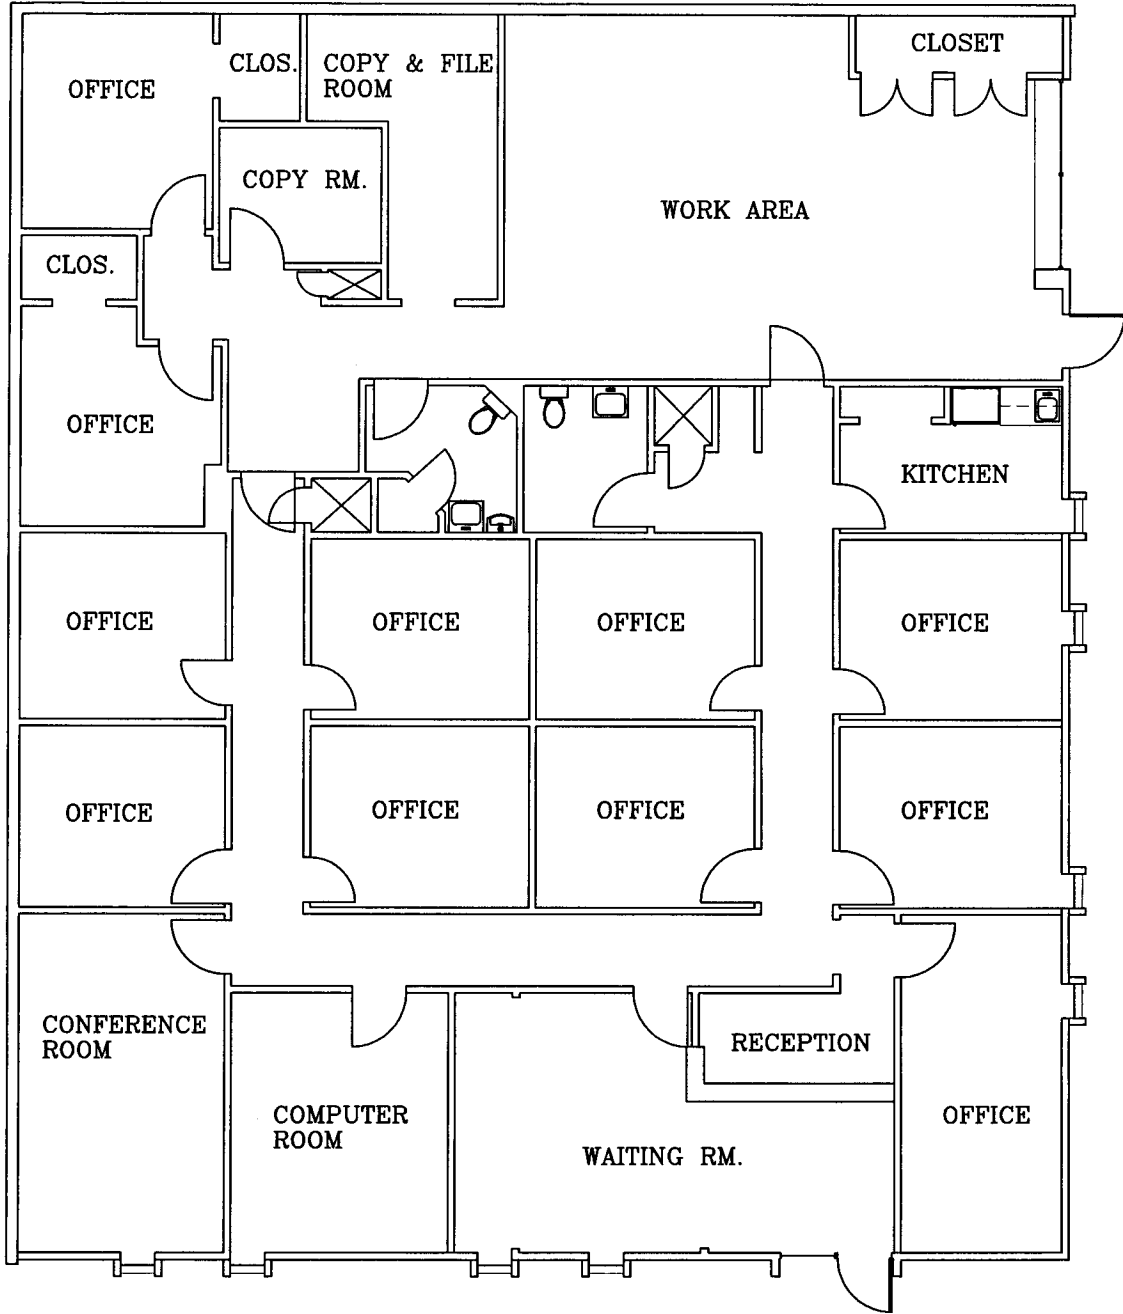 CLOSET
CLOS.
COPY & FILE
ROOM
OFFICE
COPY RM.
WORK AREA
CLOS.
OFFICE
KITCHEN
OFFICE
OFFICE
OFFICE
OFFICE
OFFICE
OFFICE
OFFICE
OFFICE
CONFERENCE
ROOM
RECEPTION
COMPUTER
ROOM
OFFICE
WAITING RM.